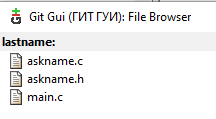 Git Gui (ГИТ ГУИ): File Browser
lastname:
askname.c
askname.h
main.c